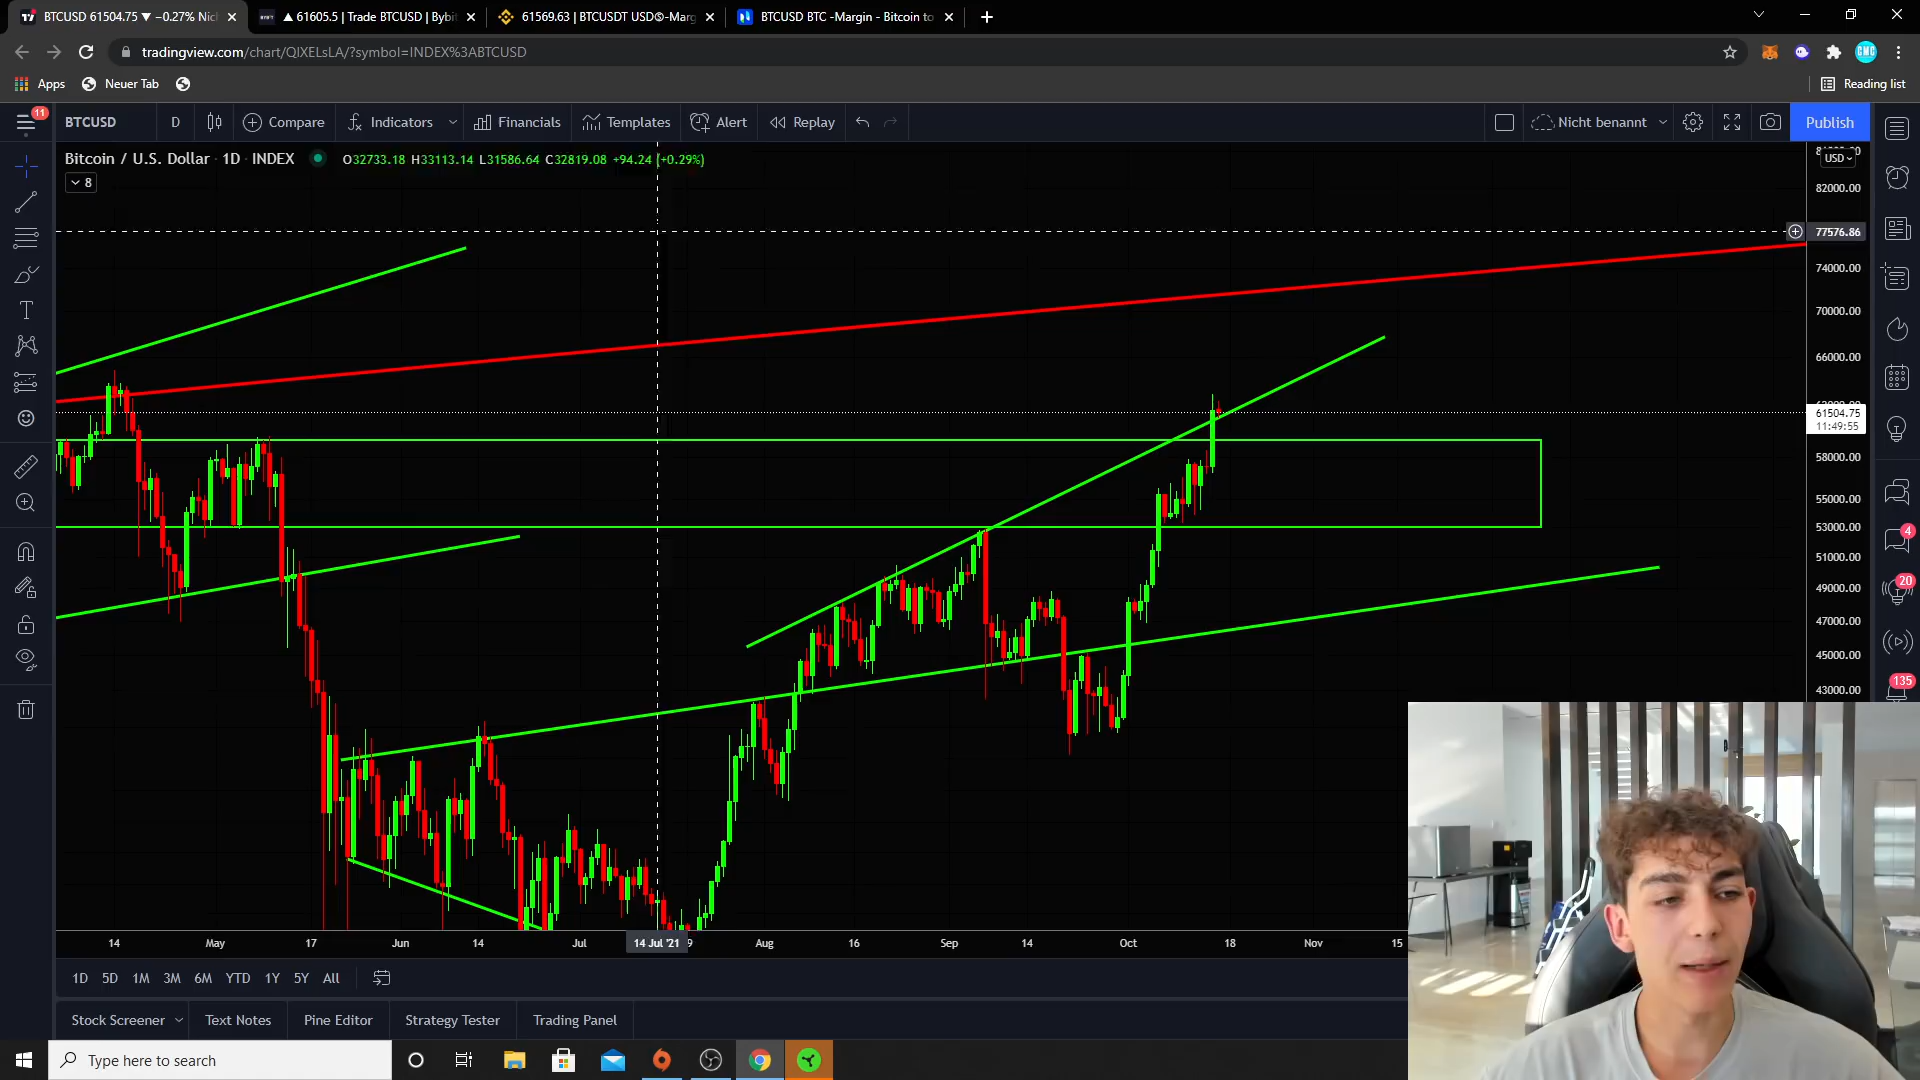 BTCUSD 61504.75 ▼ −0.27% Nic
▲ 61605.5 | Trade BTCUSD | Bybit
61569.63 | BTCUSDT USDⓈ-Marg
BTCUSD BTC -Margin - Bitcoin to
tradingview.com/chart/QIXELsLA/?symbol=INDEX%3ABTCUSD
Apps
Neuer Tab
Reading list
11
BTCUSD
D
Compare
Indicators
Financials
Templates
Alert
Replay
Nicht benannt
Publish
Bitcoin / U.S. Dollar · 1D · INDEX
O32733.18 H33113.14 L31586.64 C32819.08 +94.24 (+0.29%)
8
USD
82000.00
77576.86
74000.00
70000.00
66000.00
61504.75
11:49:55
58000.00
55000.00
53000.00
51000.00
49000.00
47000.00
45000.00
43000.00
4
20
135
14
May
17
Jun
14
Jul
14 Jul '21
Aug
16
Sep
14
Oct
18
Nov
15
1D
5D
1M
3M
6M
YTD
1Y
5Y
All
Stock Screener
Text Notes
Pine Editor
Strategy Tester
Trading Panel
Type here to search